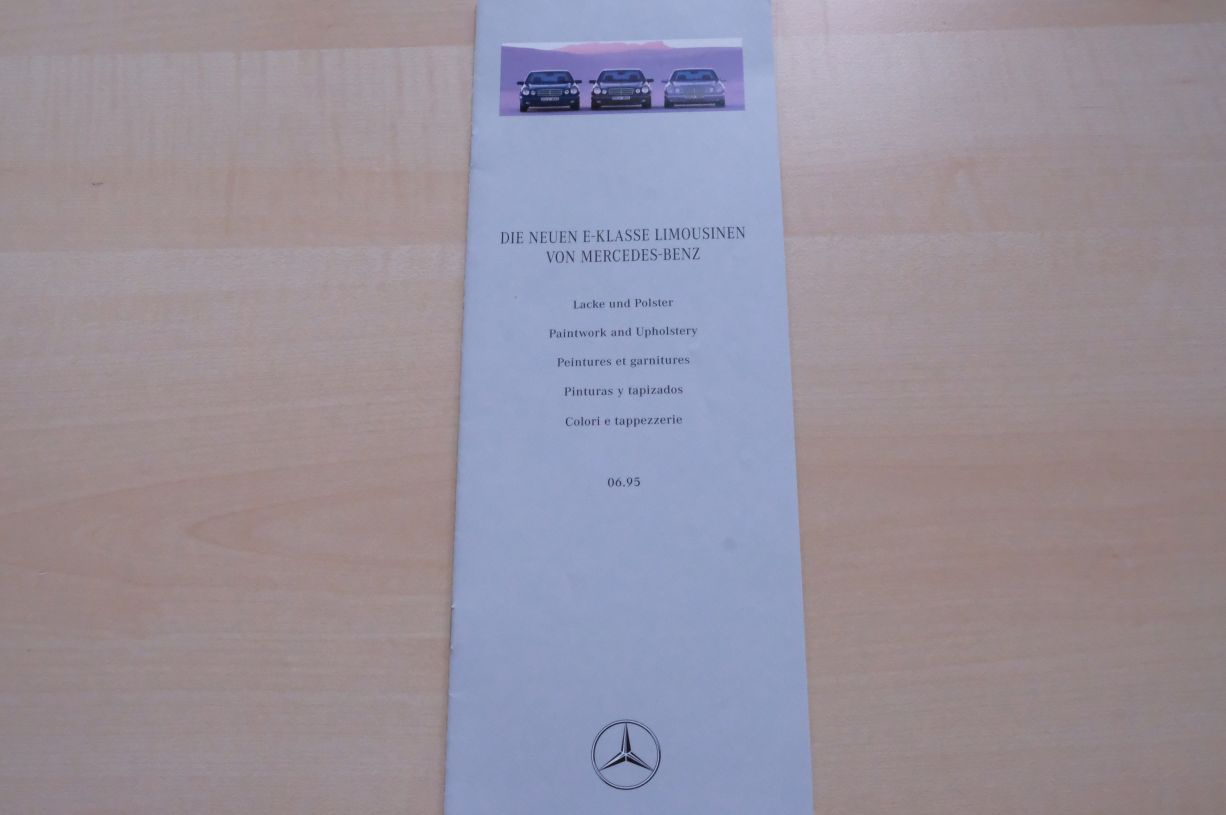 DIE NEUEN E-KLASSE LIMOUSINEN
VON MERCEDES-BENZ
Lacke und Polster
Paintwork and Upholstery
Peintures et garnitures
Pinturas y tapizados
Colori e tappezzerie
06.95